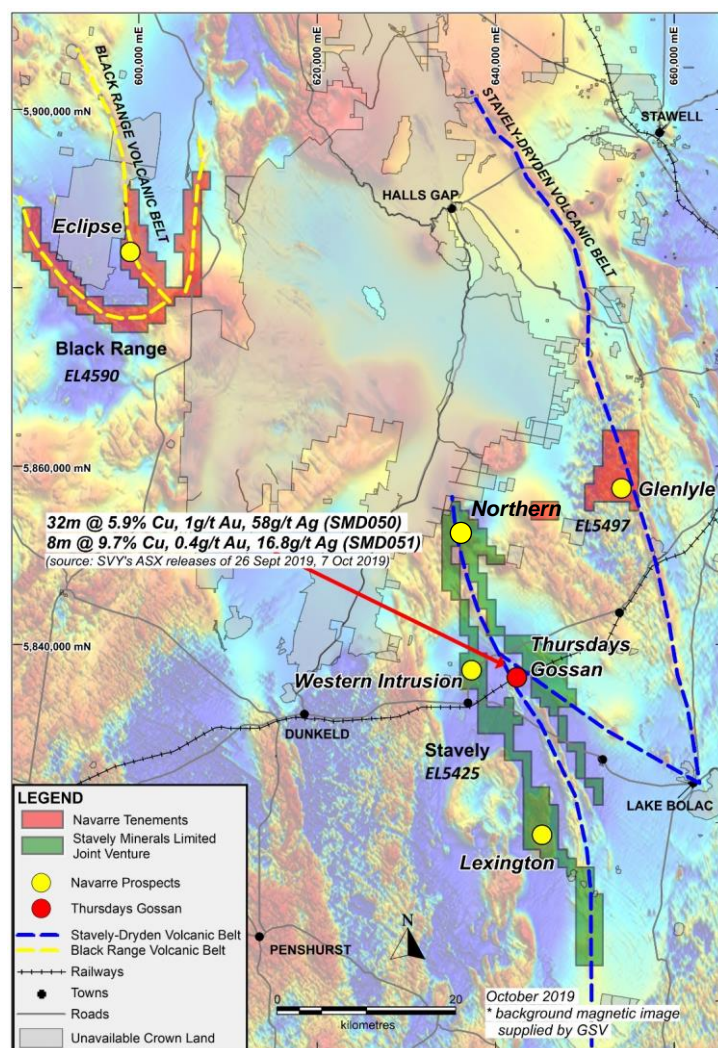 600,000 mE
620,000 mE
640,000 mE
660,000 mE
BLACK RANGE VOLCANIC BELT
5,900,000 mN
STAWELL
STAVELY-DRYDEN VOLCANIC BELT
HALLS GAP
Eclipse
Black Range
EL4590
5,860,000 mN
Glenlyle
EL5497
Northern
32m @ 5.9% Cu, 1g/t Au, 58g/t Ag (SMD050)
8m @ 9.7% Cu, 0.4g/t Au, 16.8g/t Ag (SMD051)
(source: SVY's ASX releases of 26 Sept 2019, 7 Oct 2019)
5,840,000 mN
Thursdays
Gossan
Western Intrusion
DUNKELD
Stavely
EL5425
LAKE BOLAC
Lexington
PENSHURST
LEGEND
Navarre Tenements
Stavely Minerals Limited
Joint Venture
Navarre Prospects
Thursdays Gossan
Stavely-Dryden Volcanic Belt
Black Range Volcanic Belt
Railways
Towns
Roads
Unavailable Crown Land
N
0
20
kilometres
October 2019
* background magnetic image
supplied by GSV